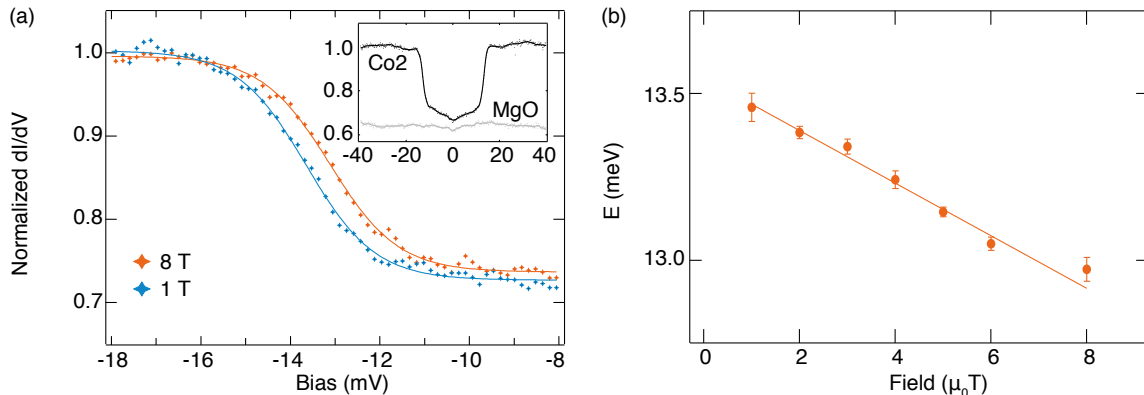 (a)
Normalized dI/dV
1.0
0.9
0.8
0.7
-18
-16
-14
-12
-10
-8
Bias (mV)
8 T
1 T
1.0
0.8
0.6
Co2
MgO
-40
-20
0
20
40
(b)
E (meV)
13.5
13.0
0
2
4
6
8
Field (μ₀T)